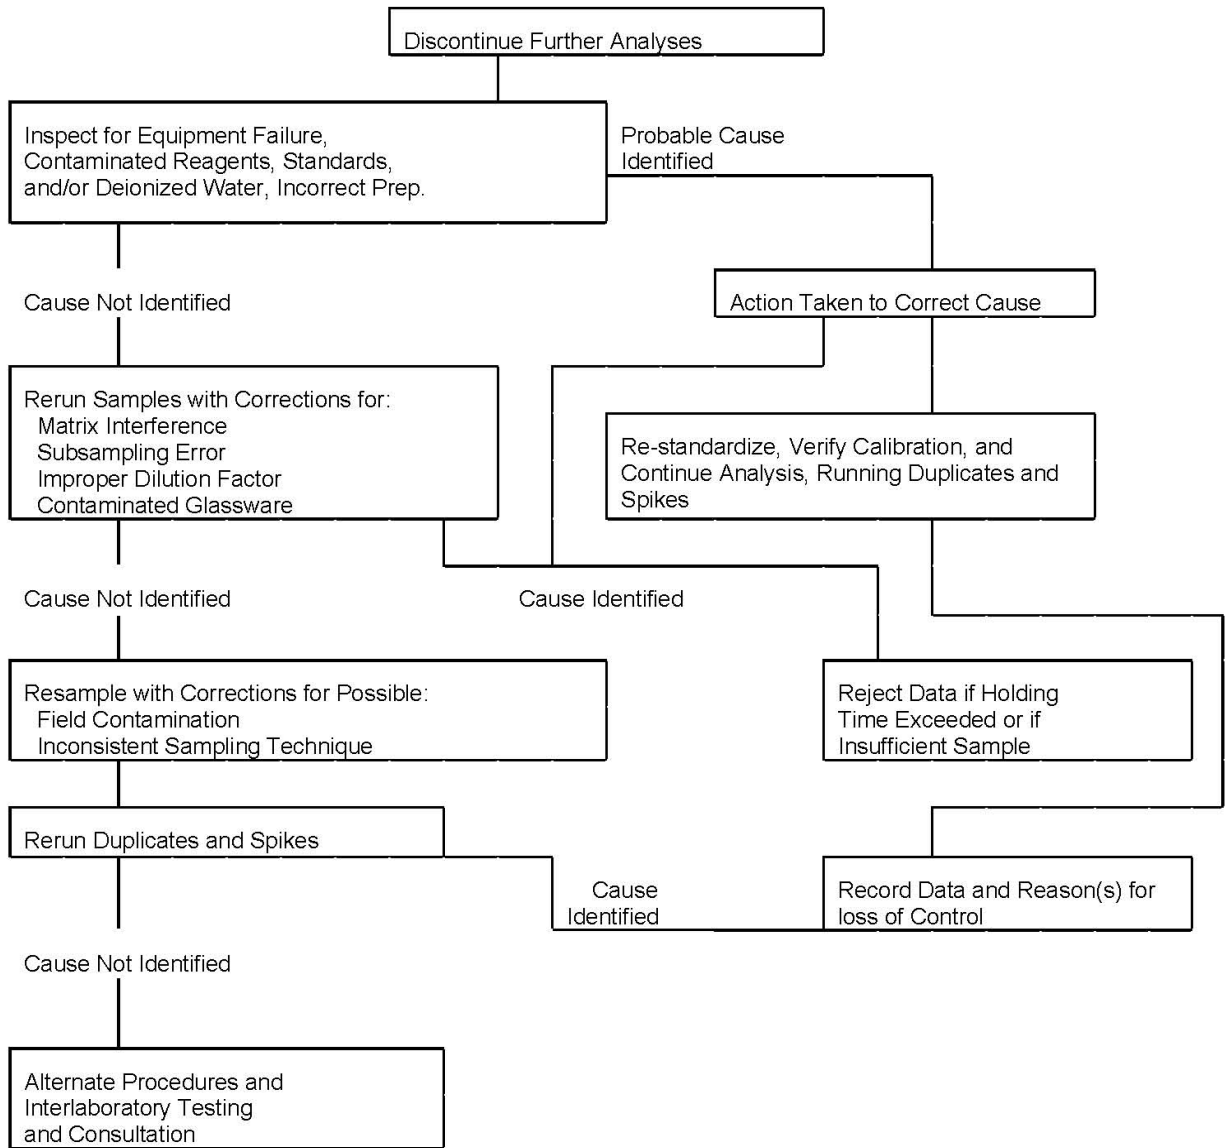 Discontinue Further Analyses
Inspect for Equipment Failure,
Contaminated Reagents, Standards,
and/or Deionized Water, Incorrect Prep.
Probable Cause
Identified
Cause Not Identified
Action Taken to Correct Cause
Rerun Samples with Corrections for:
Matrix Interference
Subsampling Error
Improper Dilution Factor
Contaminated Glassware
Re-standardize, Verify Calibration, and
Continue Analysis, Running Duplicates and
Spikes
Cause Not Identified
Cause Identified
Resample with Corrections for Possible:
Field Contamination
Inconsistent Sampling Technique
Reject Data if Holding
Time Exceeded or if
Insufficient Sample
Rerun Duplicates and Spikes
Cause
Identified
Record Data and Reason(s) for
loss of Control
Cause Not Identified
Alternate Procedures and
Interlaboratory Testing
and Consultation